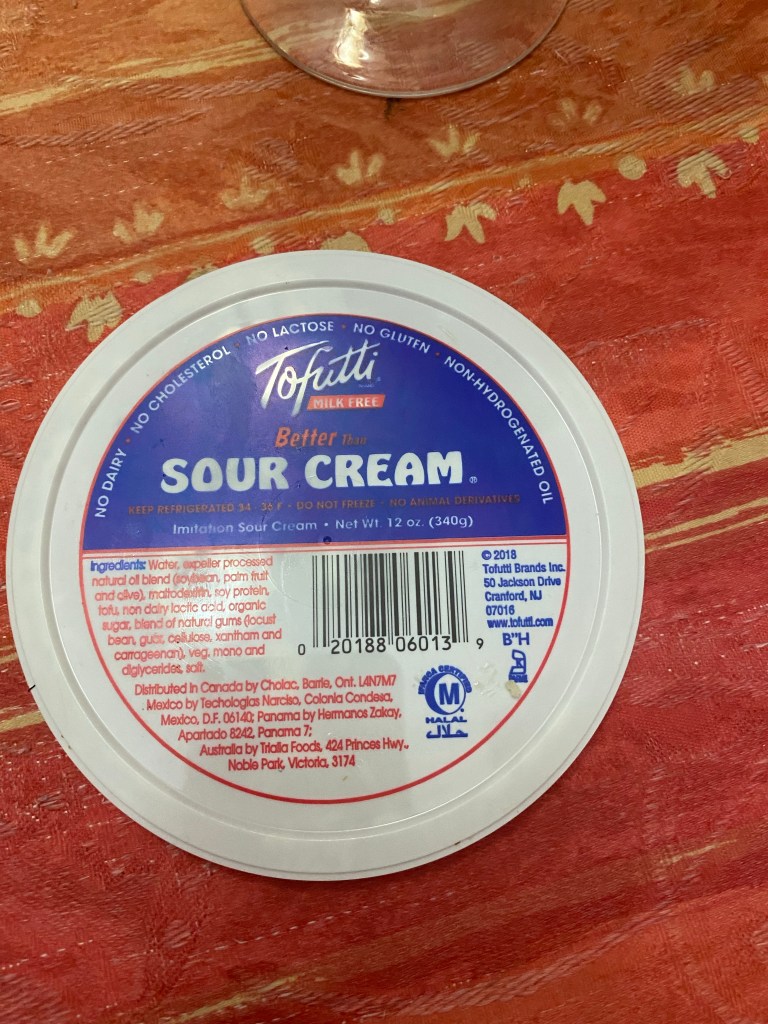 NO DAIRY • NO CHOLESTEROL • NO LACTOSE • NO GLUTEN • NON-HYDROGENATED OIL
Tofutti
MILK FREE
Better Than
SOUR CREAM®
KEEP REFRIGERATED 34 - 36 F • DO NOT FREEZE • NO ANIMAL DERIVATIVES
Imitation Sour Cream • Net Wt. 12 oz. (340g)
Ingredients: Water, expeller processed
natural oil blend (soybean, palm fruit
and olive), maltodextrin, soy protein,
tofu, non dairy lactic acid, organic
sugar, blend of natural gums (locust
bean, guar, cellulose, xantham and
carrageenan), veg. mono and
diglycerides, salt.
Distributed in Canada by Cholac, Barrie, Ont. L4N7M7
Mexico by Techologias Narciso, Colonia Condesa,
Mexico, D.F. 06140; Panama by Hermanos Zakay,
Apartado 8242, Panama 7;
Australia by Trialia Foods, 424 Princes Hwy.,
Noble Park, Victoria, 3174
0 20188 06013 9
© 2018
Tofutti Brands Inc.
50 Jackson Drive
Cranford, NJ
07016
www.tofutti.com
B"H
CERTIFIED
M
HALAL
حلال